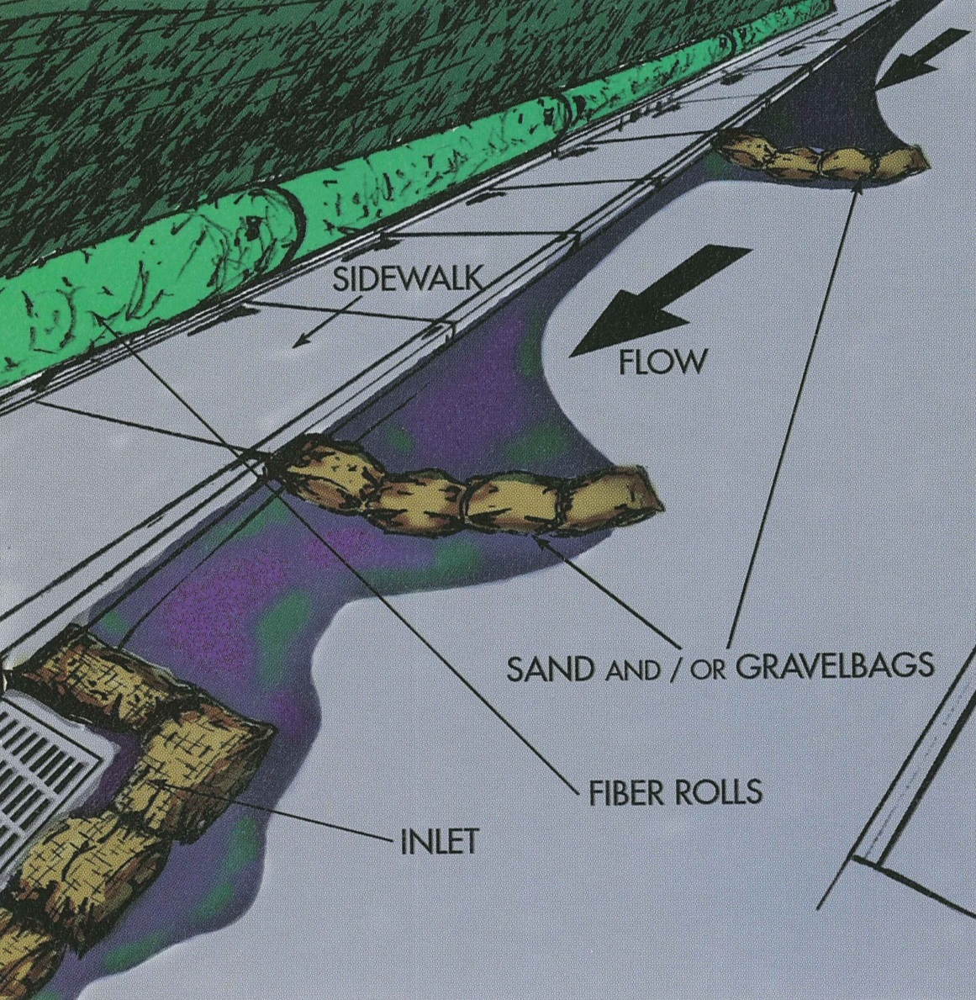 SIDEWALK
FLOW
SAND AND / OR GRAVELBAGS
FIBER ROLLS
INLET